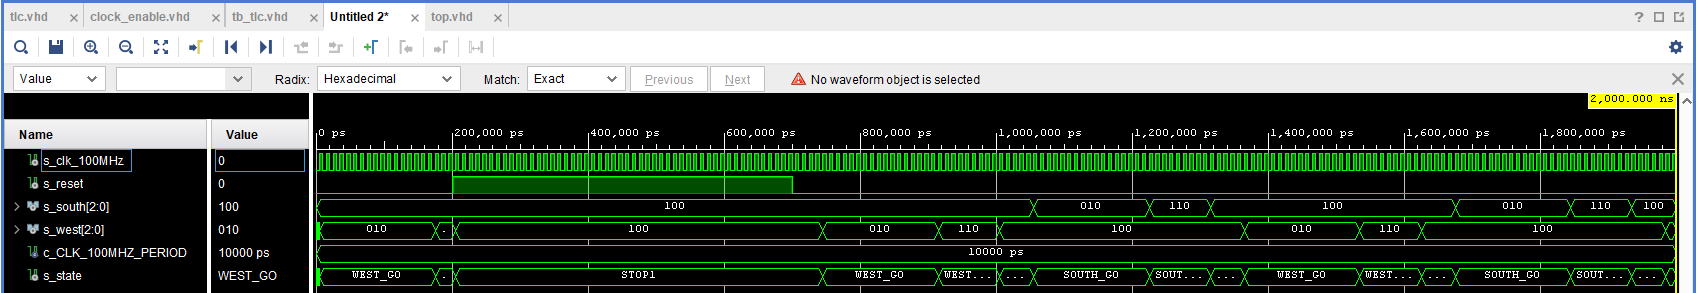 tlc.vhd × clock_enable.vhd × tb_tlc.vhd × Untitled 2* × top.vhd ×
Value Radix: Hexadecimal Match: Exact Previous Next No waveform object is selected
2,000.000 ns
Name Value 0 ps 200,000 ps 400,000 ps 600,000 ps 800,000 ps 1,000,000 ps 1,200,000 ps 1,400,000 ps 1,600,000 ps 1,800,000 ps
s_clk_100MHz 0
s_reset 0
s_south[2:0] 100 100 010 110 100 010 110 100
s_west[2:0] 010 010 . 100 010 110 100 010 110 100
c_CLK_100MHZ_PERIOD 10000 ps 10000 ps
s_state WEST_GO WEST_GO . STOP1 WEST_GO WEST... ... SOUTH_GO SOUT... ... WEST_GO WEST... ... SOUTH_GO SOUT... ...